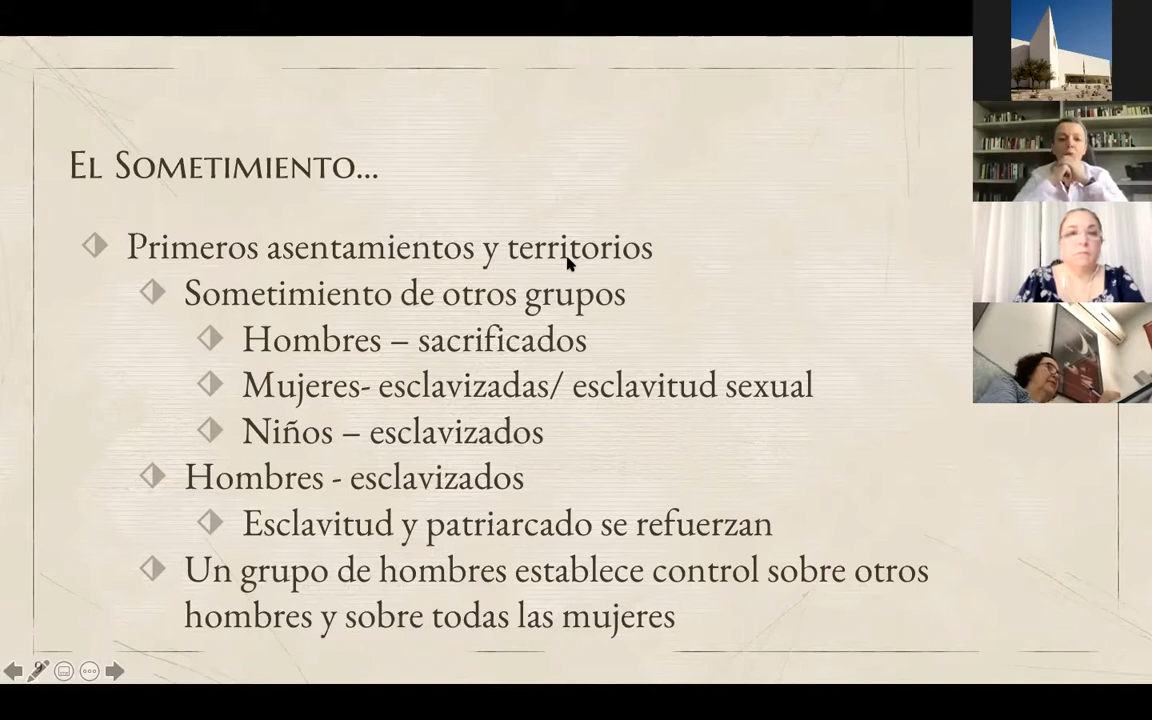 El Sometimiento...
Primeros asentamientos y territorios
Sometimiento de otros grupos
Hombres – sacrificados
Mujeres- esclavizadas/ esclavitud sexual
Niños – esclavizados
Hombres - esclavizados
Esclavitud y patriarcado se refuerzan
Un grupo de hombres establece control sobre otros
hombres y sobre todas las mujeres
9